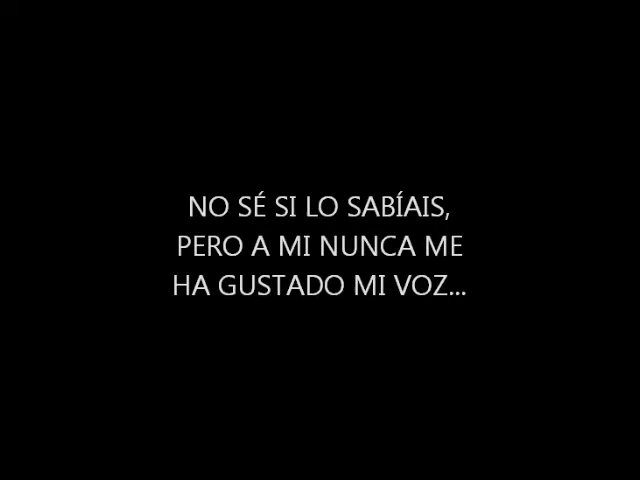 NO SÉ SI LO SABÍAIS,
PERO A MI NUNCA ME
HA GUSTADO MI VOZ...